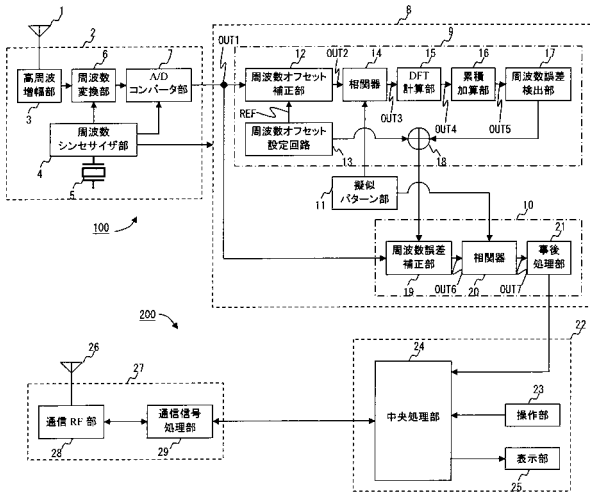 1
2
8
9
6
7
OUT1
12
OUT2
14
15
16
17
高周波
増幅部
周波数
変換部
A/D
コンバータ部
周波数オフセット
補正部
相関器
DFT
計算部
累積
加算部
周波数誤差
検出部
3
REF
OUT3
OUT4
OUT5
周波数
シンセサイザ部
周波数オフセット
設定回路
4
13
18
5
擬似
パターン部
11
10
100
21
周波数誤差
補正部
相関器
事後
処理部
19
OUT6
20
OUT7
200
22
26
27
24
23
通信RF部
通信信号
処理部
中央処理部
操作部
28
29
表示部
25